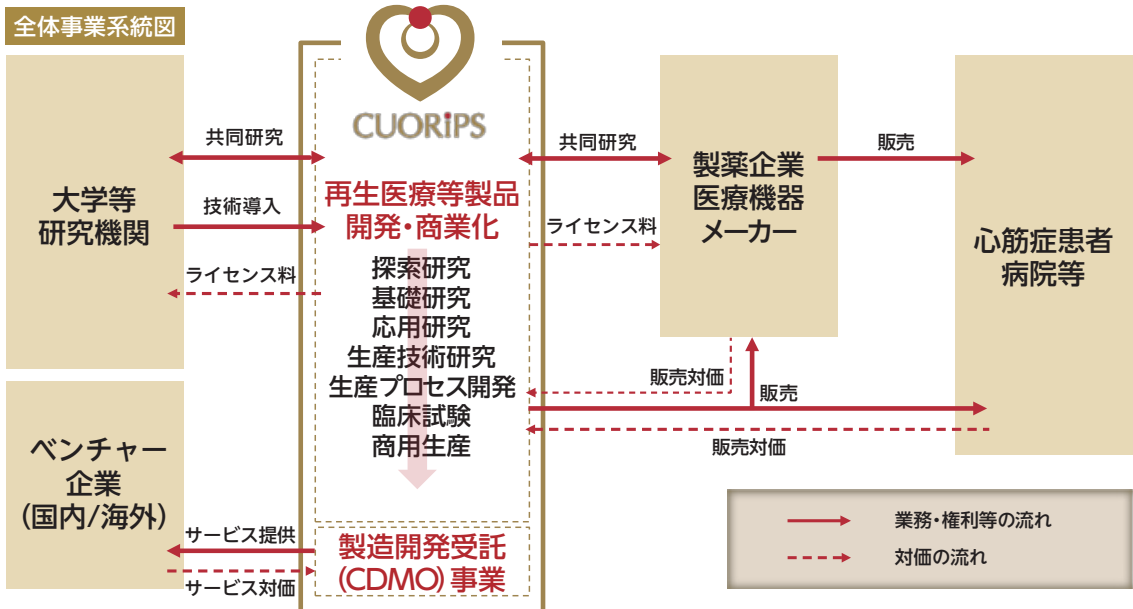 全体事業系統図
CUORiPS
大学等
研究機関
共同研究
技術導入
ライセンス料
再生医療等製品
開発・商業化
探索研究
基礎研究
応用研究
生産技術研究
生産プロセス開発
臨床試験
商用生産
共同研究
ライセンス料
製薬企業
医療機器
メーカー
販売
心筋症患者
病院等
販売対価
販売
販売対価
ベンチャー
企業
(国内/海外)
サービス提供
サービス対価
製造開発受託
(CDMO)事業
業務・権利等の流れ
対価の流れ